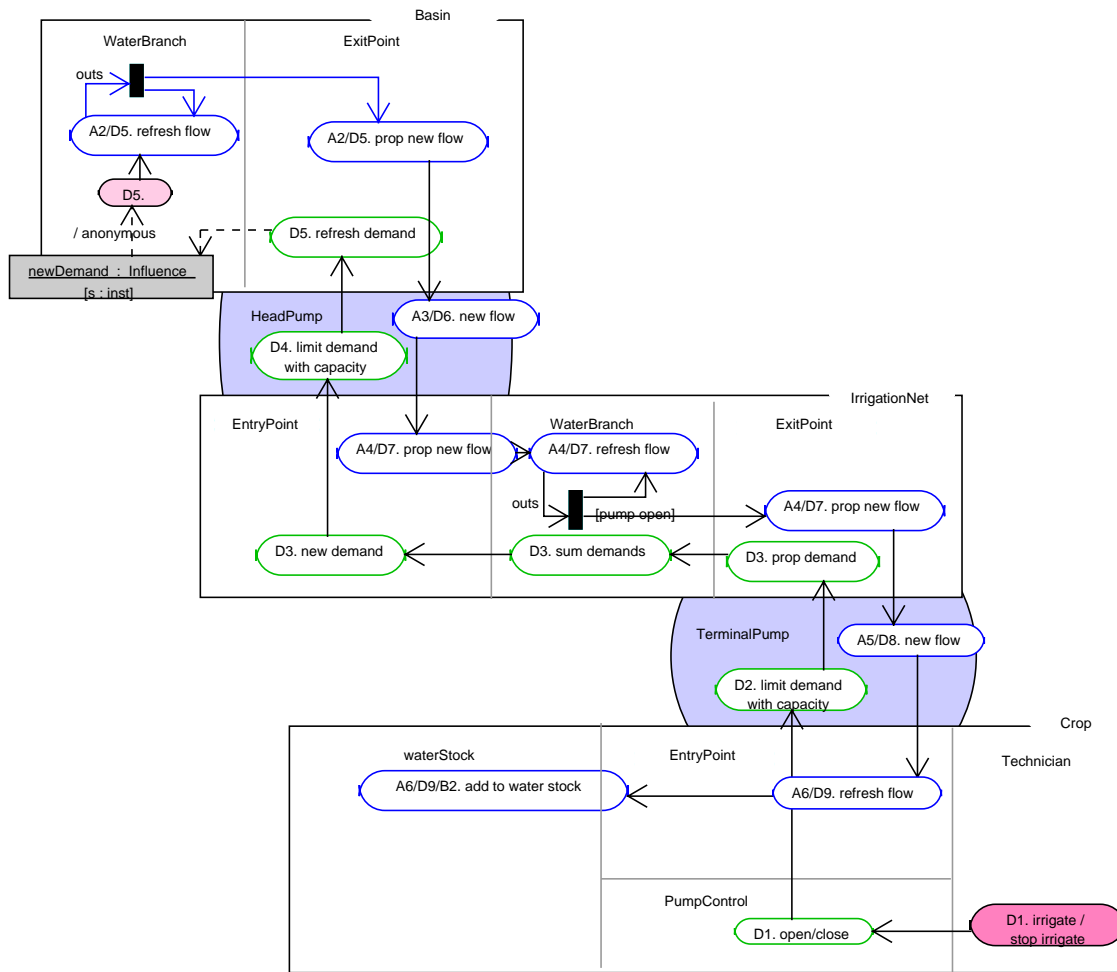 Basin
WaterBranch
ExitPoint
outs
A2/D5. refresh flow
A2/D5. prop new flow
D5.
/ anonymous
D5. refresh demand
newDemand : Influence
[s : inst]
HeadPump
A3/D6. new flow
D4. limit demand
with capacity
IrrigationNet
EntryPoint
WaterBranch
ExitPoint
A4/D7. prop new flow
A4/D7. refresh flow
outs
[pump open]
A4/D7. prop new flow
D3. new demand
D3. sum demands
D3. prop demand
TerminalPump
A5/D8. new flow
D2. limit demand
with capacity
Crop
waterStock
EntryPoint
Technician
A6/D9/B2. add to water stock
A6/D9. refresh flow
PumpControl
D1. open/close
D1. irrigate /
stop irrigate